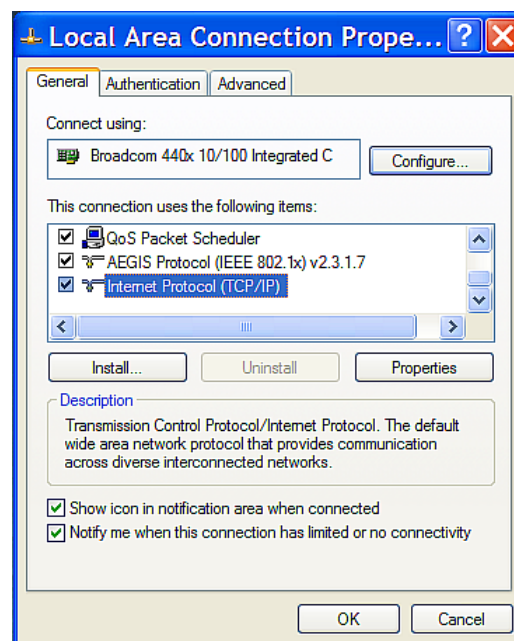 Local Area Connection Prope...
General Authentication Advanced
Connect using:
Broadcom 440x 10/100 Integrated C
Configure...
This connection uses the following items:
QoS Packet Scheduler
AEGIS Protocol (IEEE 802.1x) v2.3.1.7
Internet Protocol (TCP/IP)
Install... Uninstall Properties
Description
Transmission Control Protocol/Internet Protocol. The default
wide area network protocol that provides communication
across diverse interconnected networks.
Show icon in notification area when connected
Notify me when this connection has limited or no connectivity
OK Cancel